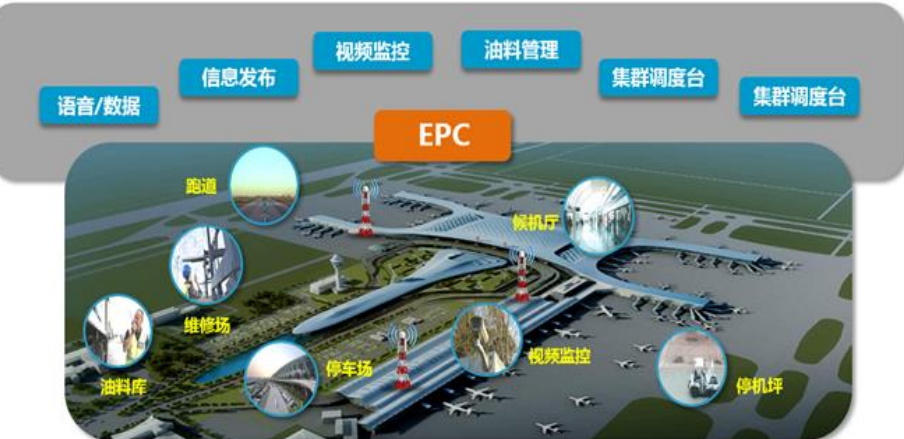 视频监控
油料管理
信息发布
集群调度台
语音/数据
集群调度台
EPC
跑道
候机厅
维修场
视频监控
停车场
油料库
停机坪